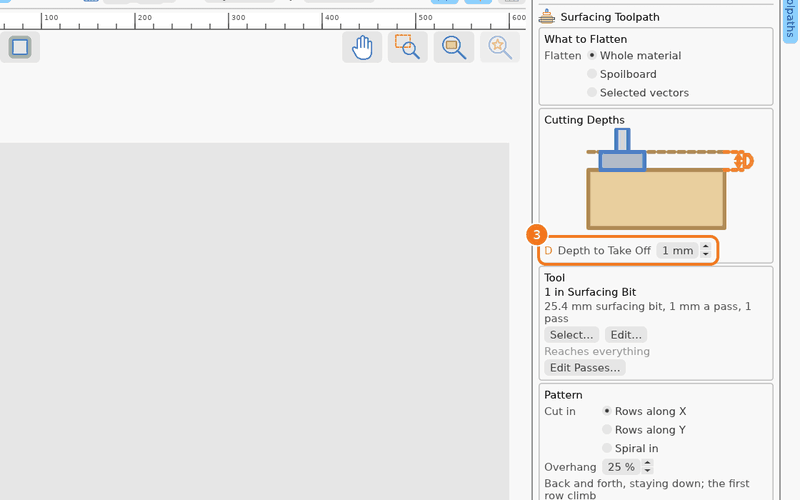 100
200
300
400
500
600
Surfacing Toolpath
What to Flatten
Flatten
Whole material
Spoilboard
Selected vectors
Cutting Depths
D
3
D Depth to Take Off 1 mm
Tool
1 in Surfacing Bit
25.4 mm surfacing bit, 1 mm a pass, 1
pass
Select... Edit...
Reaches everything
Edit Passes...
Pattern
Cut in
Rows along X
Rows along Y
Spiral in
Overhang 25 %
Back and forth, staying down; the first
row climb